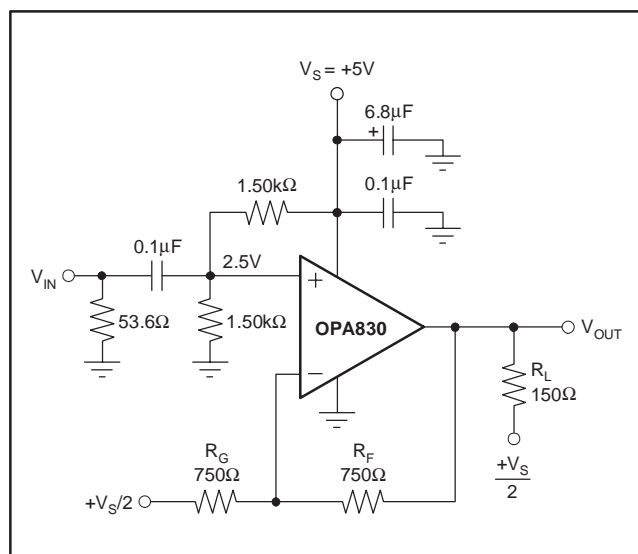 V_S = +5V
6.8µF
+
1.50kΩ
0.1µF
0.1µF
2.5V
V_IN
+
53.6Ω
1.50kΩ
OPA830
V_OUT
−
R_L
150Ω
R_G
750Ω
R_F
750Ω
+V_S
2
+V_S/2